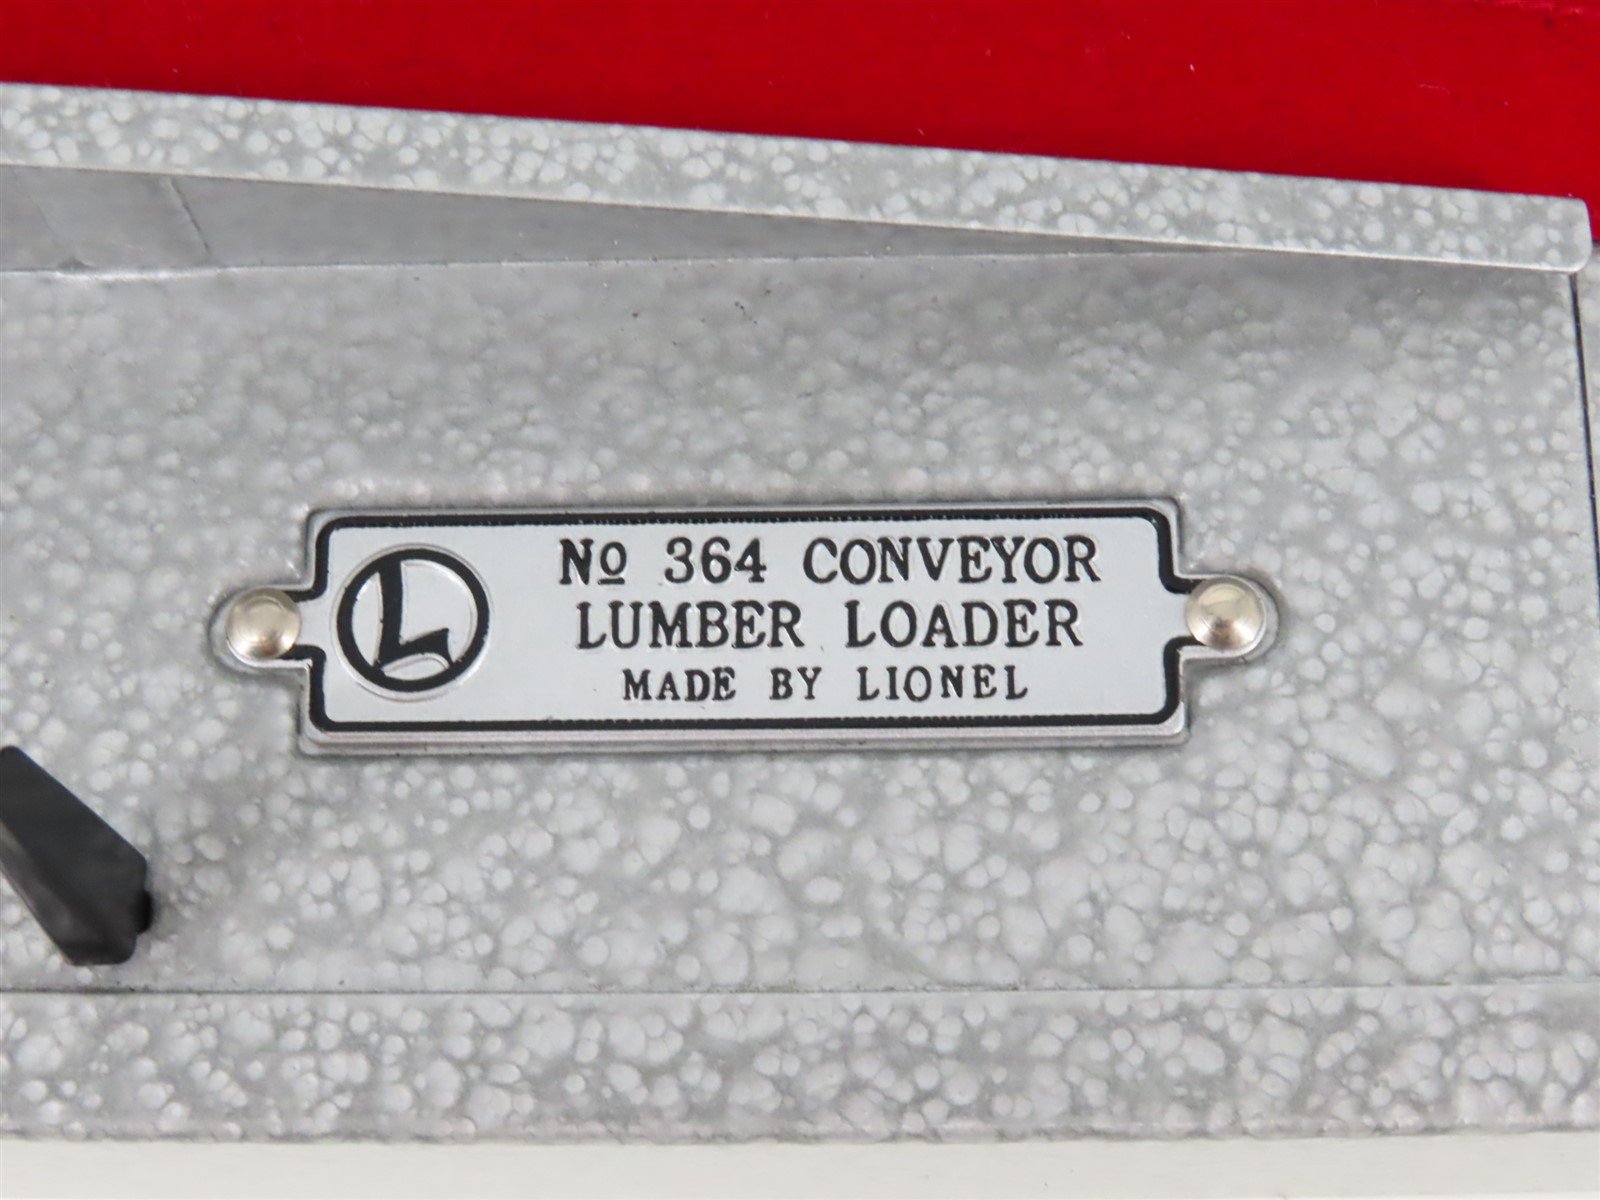 L
No 364 CONVEYOR
LUMBER LOADER
MADE BY LIONEL